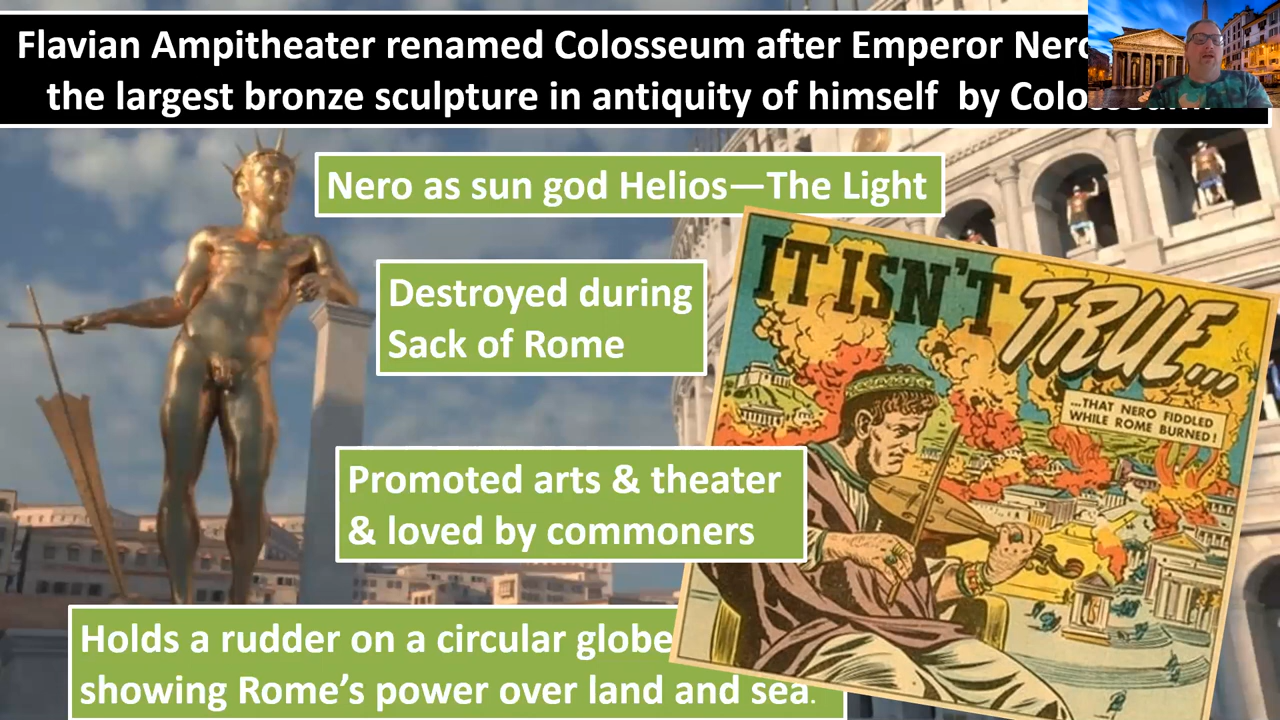 Flavian Ampitheater renamed Colosseum after Emperor Nero
the largest bronze sculpture in antiquity of himself by
Nero as sun god Helios—The Light
Destroyed during
Sack of Rome
IT ISN'T TRUE...
...THAT NERO FIDDLED
WHILE ROME BURNED!
Promoted arts & theater
& loved by commoners
Holds a rudder on a circular globe
showing Rome's power over land and sea.